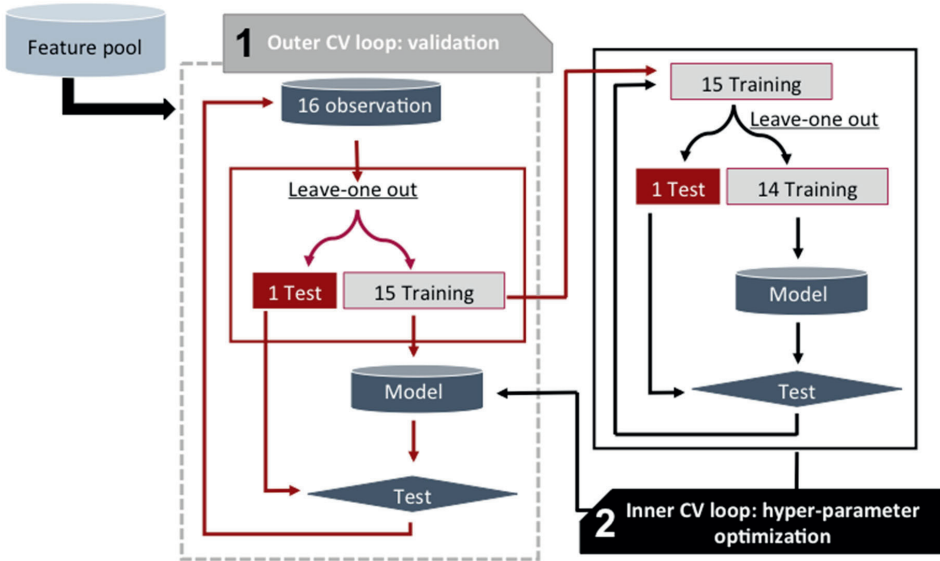 Feature pool
1 Outer CV loop: validation
16 observation
Leave-one out
1 Test
15 Training
Model
Test
15 Training
Leave-one out
1 Test
14 Training
Model
Test
2 Inner CV loop: hyper-parameter
optimization